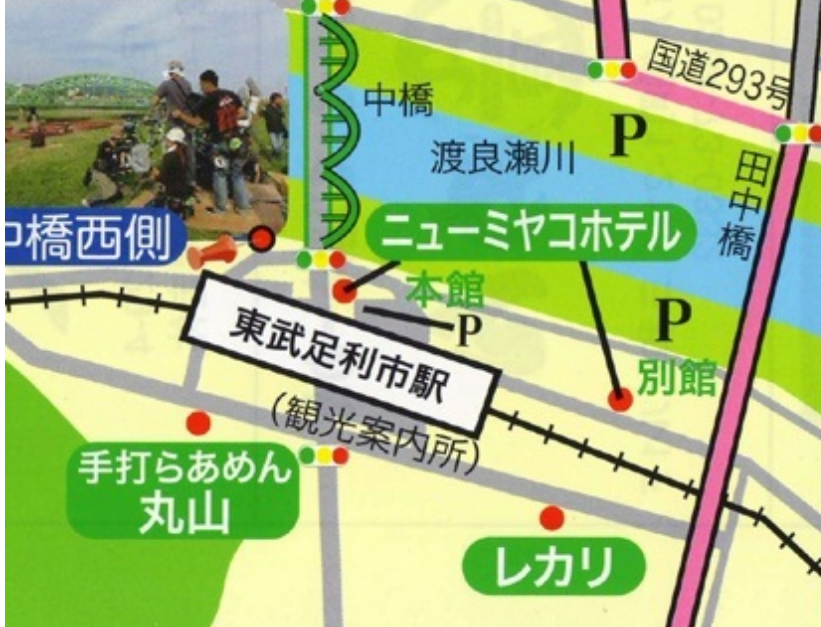 国道293号
中橋
P
渡良瀬川
田中橋
ニューミヤコホテル
中橋西側
本館
P
P
別館
東武足利市駅
(観光案内所)
手打らあめん
丸山
レカリ